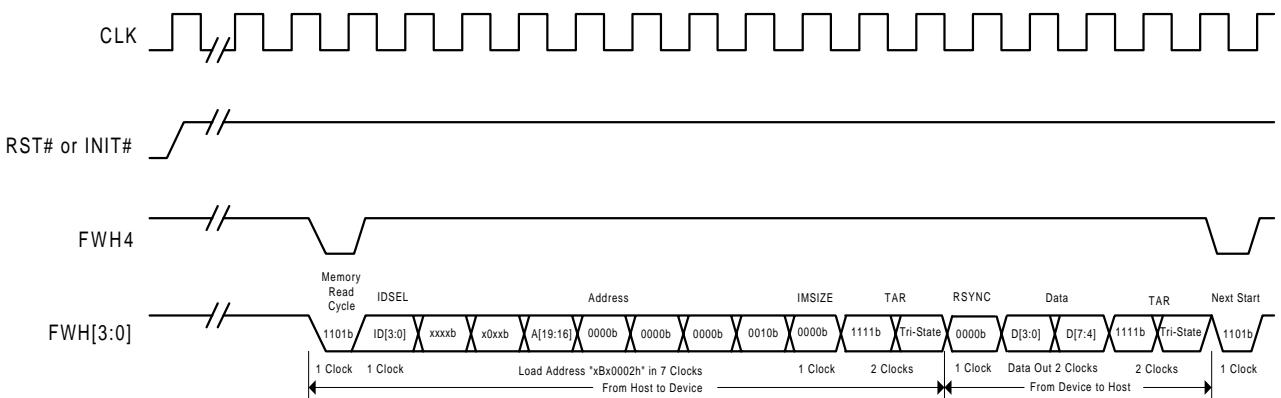 CLK
RST# or INIT#
FWH4
Memory
Read
Cycle
IDSEL
Address
IMSIZE
TAR
RSYNC
Data
TAR
Next Start
FWH[3:0]
1101b
ID[3:0]
xxxxb
x0xxb
A[19:16]
0000b
0000b
0000b
0010b
0000b
1111b
Tri-State
0000b
D[3:0]
D[7:4]
1111b
Tri-State
1101b
1 Clock
1 Clock
Load Address "xBx0002h" in 7 Clocks
1 Clock
2 Clocks
1 Clock
Data Out 2 Clocks
2 Clocks
1 Clock
From Host to Device
From Device to Host